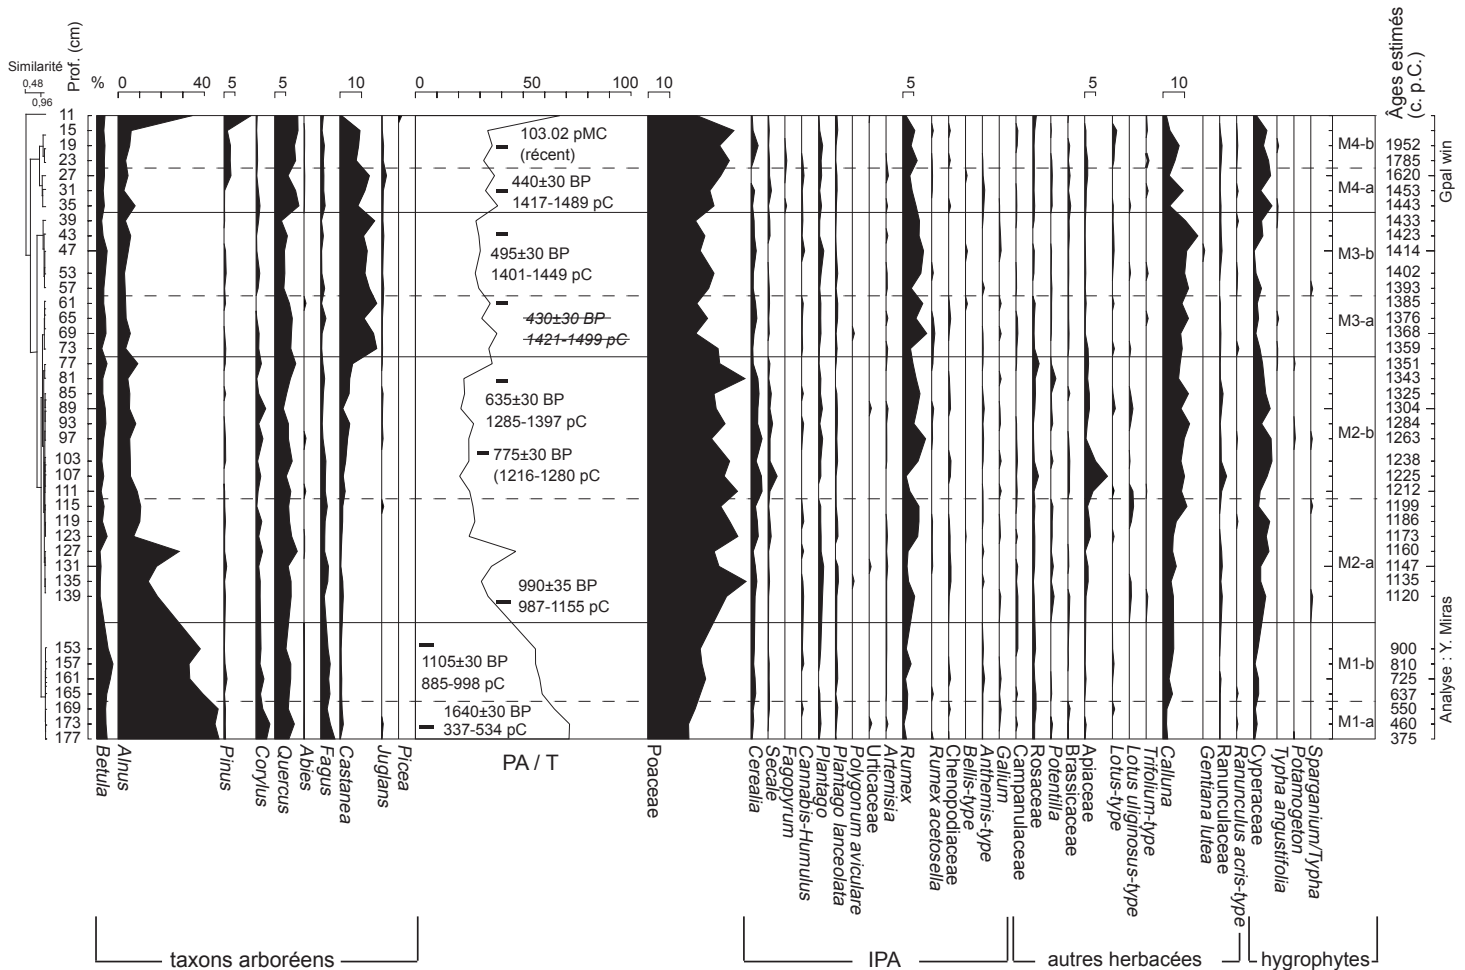 Similarité
0,48
0,96
Prof. (cm)
% 0 40 5 5 10 0 50 100 10 5 5 10
Âges estimés
(c. p.C.)
11
15
19
23
27
31
35
39
43
47
53
57
61
65
69
73
77
81
85
89
93
97
103
107
111
115
119
123
127
131
135
139
153
157
161
165
169
173
177
103.02 pMC
(récent)
440±30 BP
1417-1489 pC
495±30 BP
1401-1449 pC
430±30 BP
1421-1499 pC
635±30 BP
1285-1397 pC
775±30 BP
(1216-1280 pC
990±35 BP
987-1155 pC
1105±30 BP
885-998 pC
1640±30 BP
337-534 pC
M4-b
M4-a
M3-b
M3-a
M2-b
M2-a
M1-b
M1-a
1952
1785
1620
1453
1443
1433
1423
1414
1402
1393
1385
1376
1368
1359
1351
1343
1325
1304
1284
1263
1238
1225
1212
1199
1186
1173
1160
1147
1135
1120
900
810
725
637
550
460
375
Gpal win
Analyse : Y. Miras
Betula
Alnus
Pinus
Corylus
Quercus
Abies
Fagus
Castanea
Juglans
Picea
PA / T
Poaceae
Cerealia
Secale
Fagopyrum
Cannabis-Humulus
Plantago
Plantago lanceolata
Polygonum aviculare
Urticaceae
Artemisia
Rumex
Rumex acetosella
Chenopodiaceae
Bellis-type
Anthemis-type
Galium
Campanulaceae
Rosaceae
Potentilla
Brassicaceae
Apiaceae
Lotus-type
Lotus uliginosus-type
Trifolium-type
Calluna
Gentiana lutea
Ranunculaceae
Ranunculus acris-type
Cyperaceae
Typha angustifolia
Potamogeton
Sparganium/Typha
taxons arboréens
IPA
autres herbacées
hygrophytes